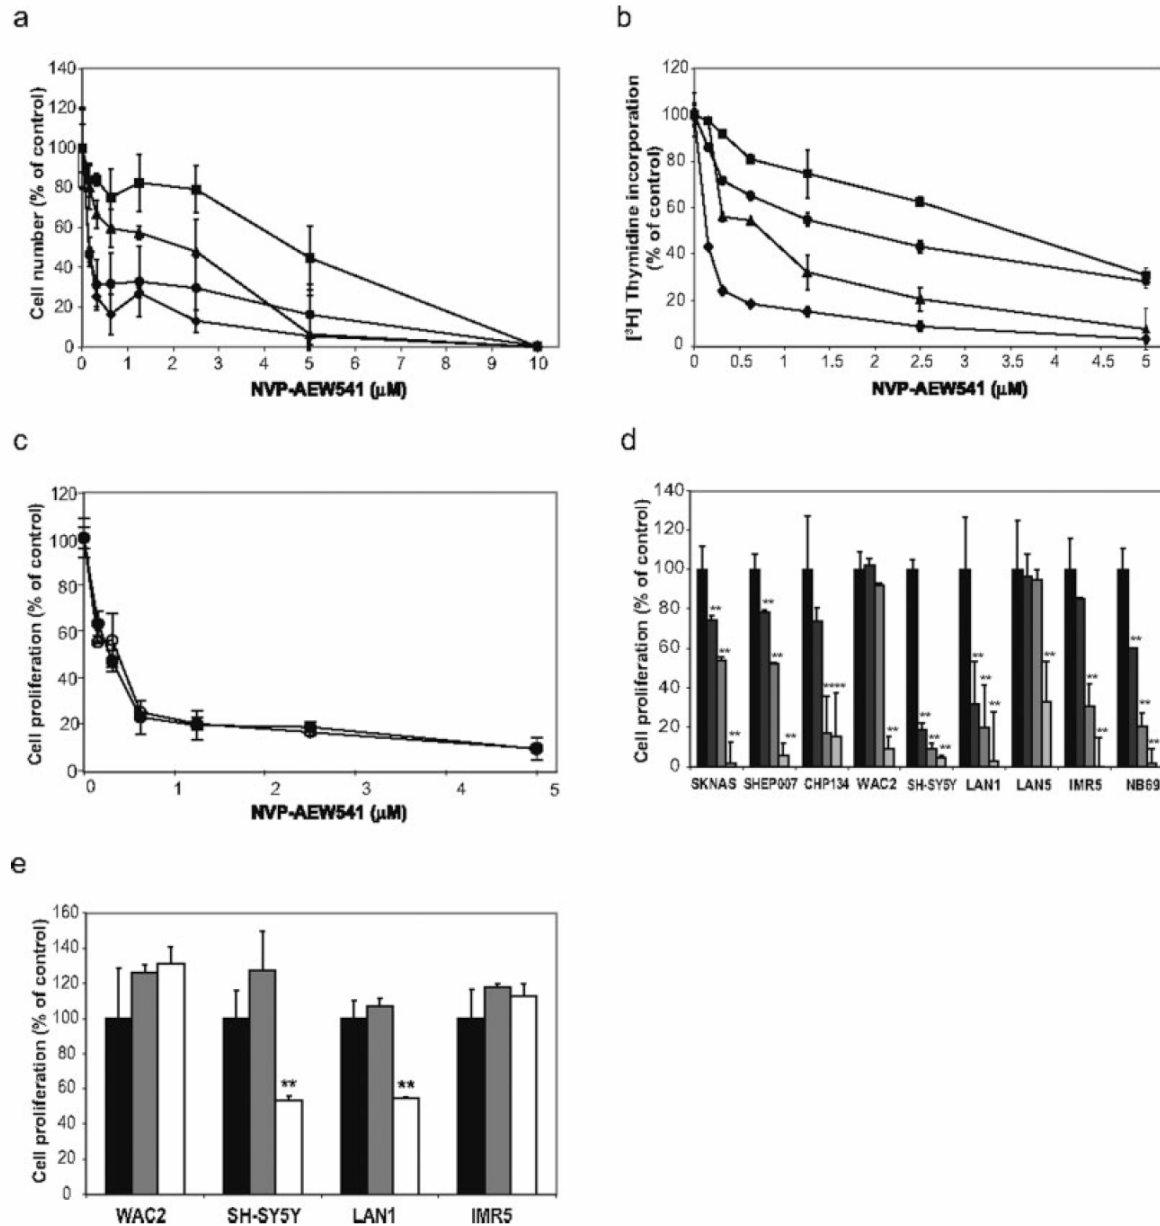 a
Cell number (% of control)
140
120
100
80
60
40
20
0
0 1 2 3 4 5 6 7 8 9 10
NVP-AEW541 (µM)
b
[³H] Thymidine incorporation
(% of control)
120
100
80
60
40
20
0
0 0.5 1 1.5 2 2.5 3 3.5 4 4.5 5
NVP-AEW541 (µM)
c
Cell proliferation (% of control)
120
100
80
60
40
20
0
0 1 2 3 4 5
NVP-AEW541 (µM)
d
Cell proliferation (% of control)
140
120
100
80
60
40
20
0
** ** ** ** ** ** **** ** ** ** ** ** ** ** ** ** ** ** ** ** **
SKNAS SHEP007 CHP134 WAC2 SH-SY5Y LAN1 LAN5 IMR5 NB69
e
Cell proliferation (% of control)
160
140
120
100
80
60
40
20
0
** **
WAC2 SH-SY5Y LAN1 IMR5